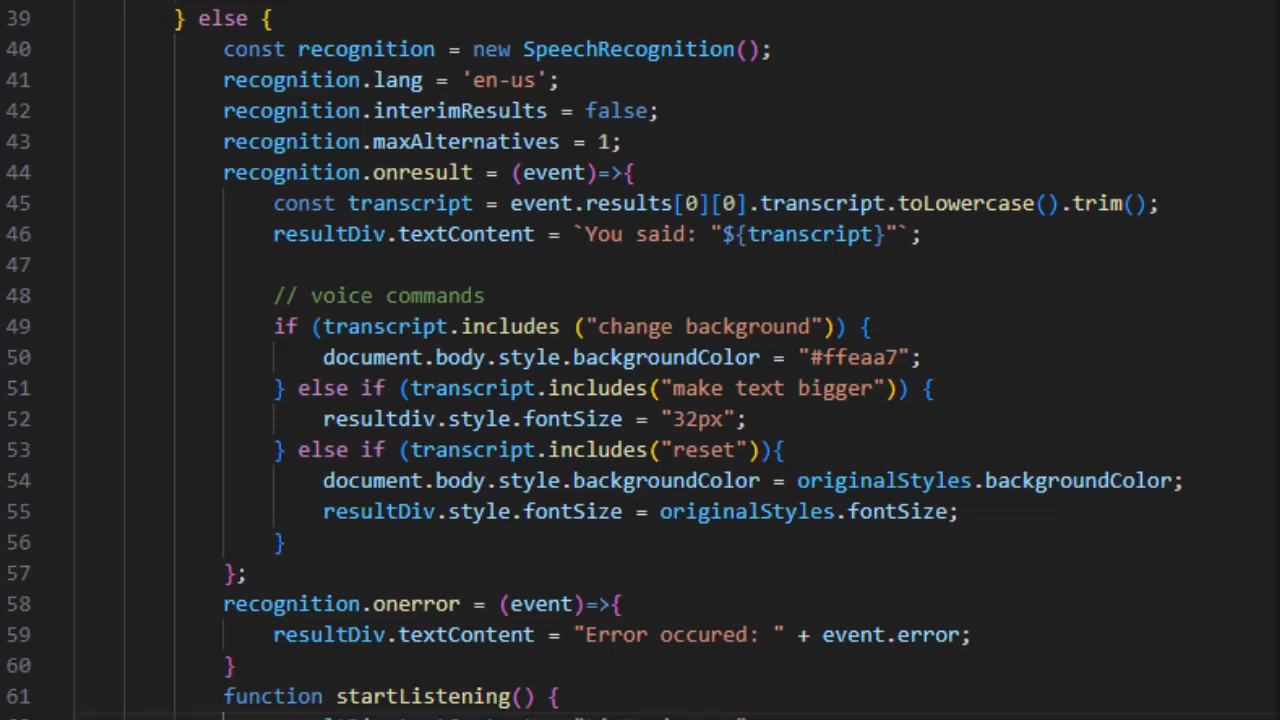 39 } else {
40 const recognition = new SpeechRecognition();
41 recognition.lang = 'en-us';
42 recognition.interimResults = false;
43 recognition.maxAlternatives = 1;
44 recognition.onresult = (event)=>{
45 const transcript = event.results[0][0].transcript.toLowercase().trim();
46 resultDiv.textContent = `You said: "${transcript}"`;
47
48 // voice commands
49 if (transcript.includes ("change background")) {
50 document.body.style.backgroundColor = "#ffeaa7";
51 } else if (transcript.includes("make text bigger")) {
52 resultdiv.style.fontSize = "32px";
53 } else if (transcript.includes("reset")){
54 document.body.style.backgroundColor = originalStyles.backgroundColor;
55 resultDiv.style.fontSize = originalStyles.fontSize;
56 }
57 };
58 recognition.onerror = (event)=>{
59 resultDiv.textContent = "Error occured: " + event.error;
60 }
61 function startListening() {